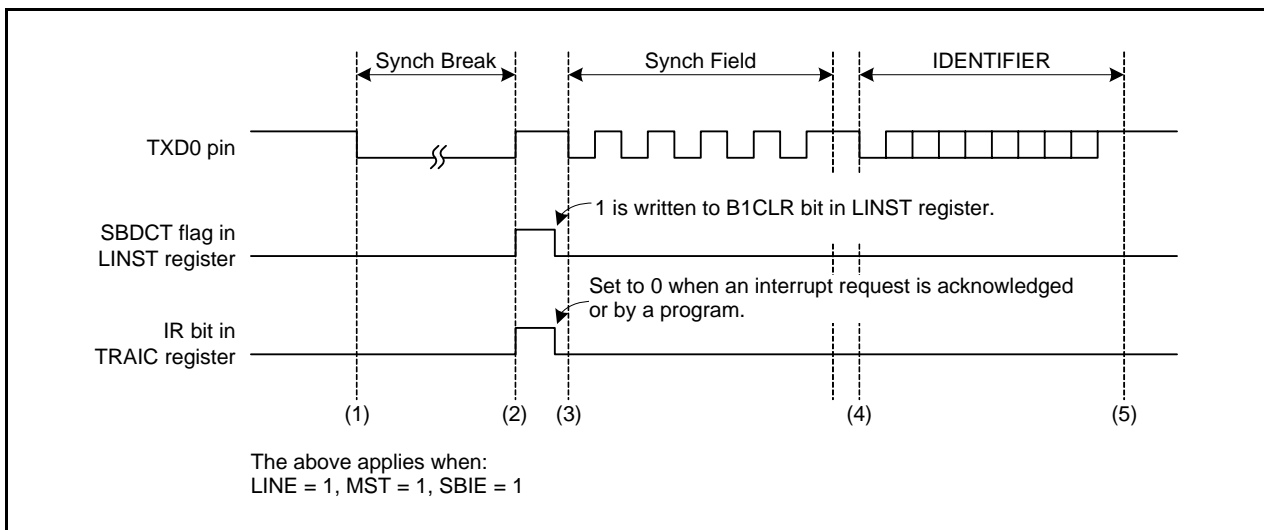 Synch Break
Synch Field
IDENTIFIER
TXD0 pin
1 is written to B1CLR bit in LINST register.
SBDCT flag in
LINST register
Set to 0 when an interrupt request is acknowledged
or by a program.
IR bit in
TRAIC register
(1)
(2)
(3)
(4)
(5)
The above applies when:
LINE = 1, MST = 1, SBIE = 1